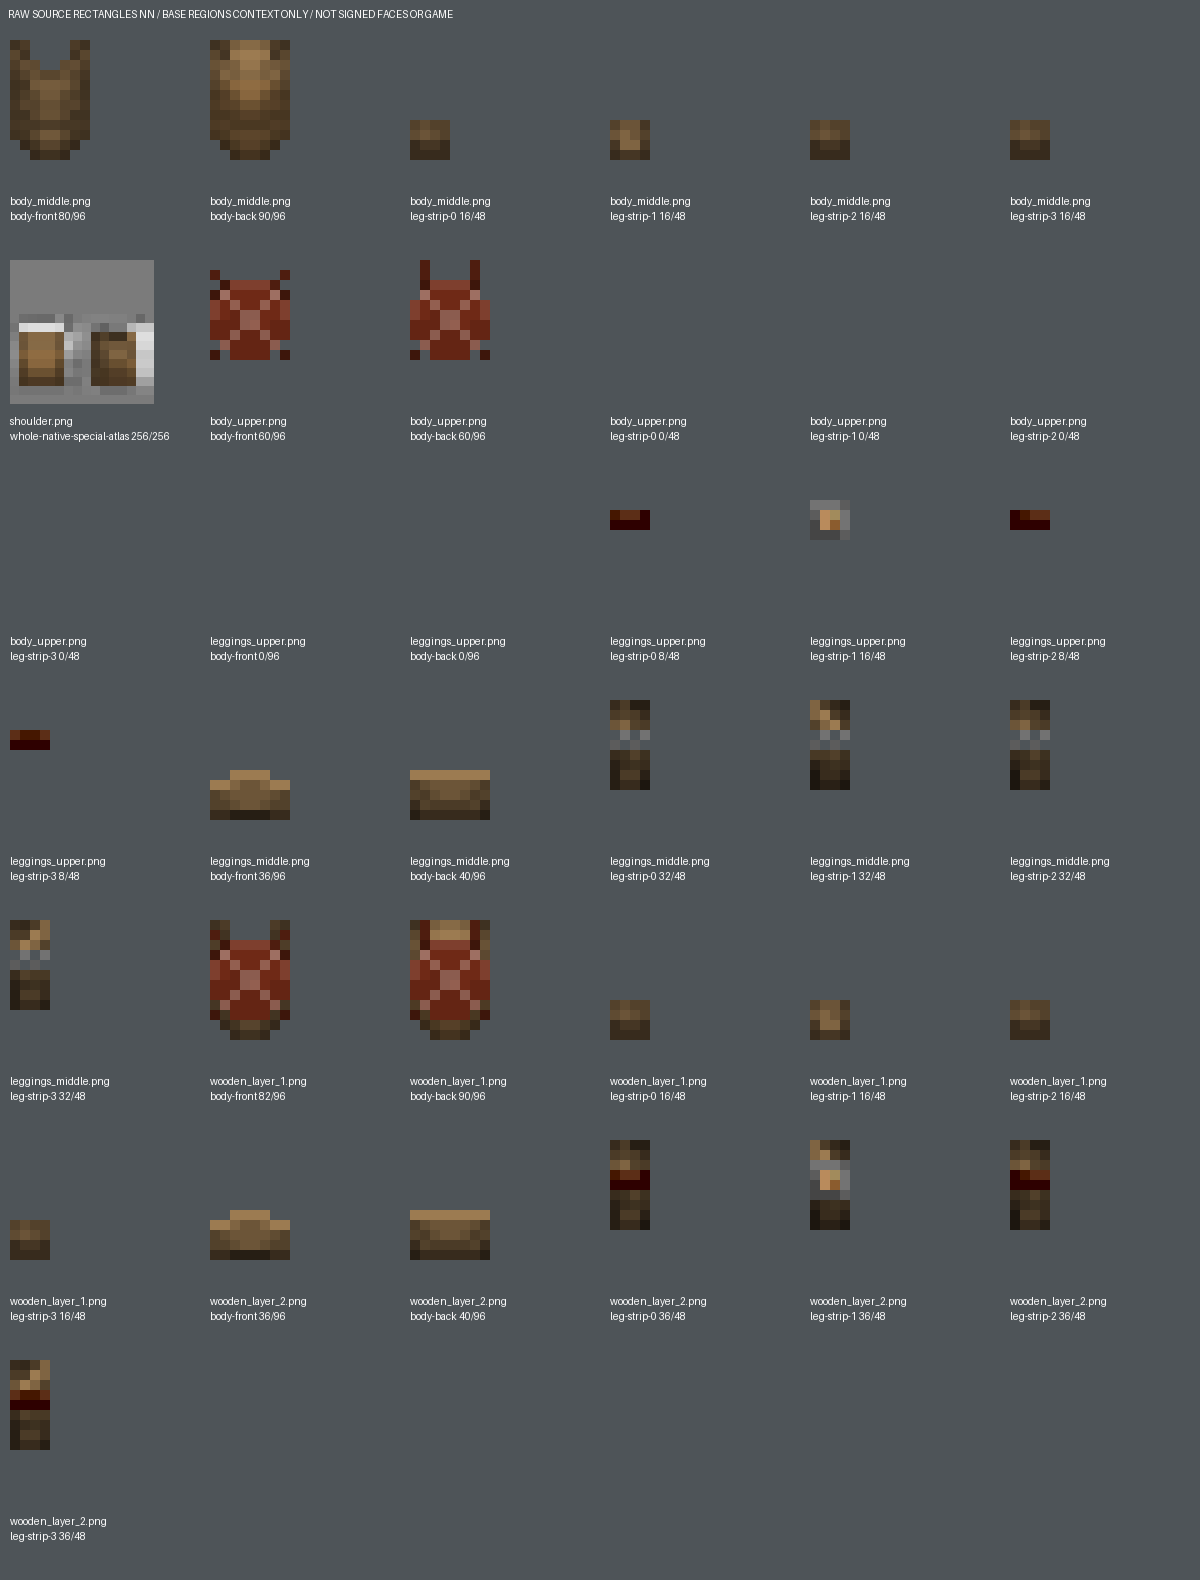 RAW SOURCE RECTANGLES NN / BASE REGIONS CONTEXT ONLY / NOT SIGNED FACES OR GAME
body_middle.png
body-front 80/96
body_middle.png
body-back 90/96
body_middle.png
leg-strip-0 16/48
body_middle.png
leg-strip-1 16/48
body_middle.png
leg-strip-2 16/48
body_middle.png
leg-strip-3 16/48
shoulder.png
whole-native-special-atlas 256/256
body_upper.png
body-front 60/96
body_upper.png
body-back 60/96
body_upper.png
leg-strip-0 0/48
body_upper.png
leg-strip-1 0/48
body_upper.png
leg-strip-2 0/48
body_upper.png
leg-strip-3 0/48
leggings_upper.png
body-front 0/96
leggings_upper.png
body-back 0/96
leggings_upper.png
leg-strip-0 8/48
leggings_upper.png
leg-strip-1 16/48
leggings_upper.png
leg-strip-2 8/48
leggings_upper.png
leg-strip-3 8/48
leggings_middle.png
body-front 36/96
leggings_middle.png
body-back 40/96
leggings_middle.png
leg-strip-0 32/48
leggings_middle.png
leg-strip-1 32/48
leggings_middle.png
leg-strip-2 32/48
leggings_middle.png
leg-strip-3 32/48
wooden_layer_1.png
body-front 82/96
wooden_layer_1.png
body-back 90/96
wooden_layer_1.png
leg-strip-0 16/48
wooden_layer_1.png
leg-strip-1 16/48
wooden_layer_1.png
leg-strip-2 16/48
wooden_layer_1.png
leg-strip-3 16/48
wooden_layer_2.png
body-front 36/96
wooden_layer_2.png
body-back 40/96
wooden_layer_2.png
leg-strip-0 36/48
wooden_layer_2.png
leg-strip-1 36/48
wooden_layer_2.png
leg-strip-2 36/48
wooden_layer_2.png
leg-strip-3 36/48